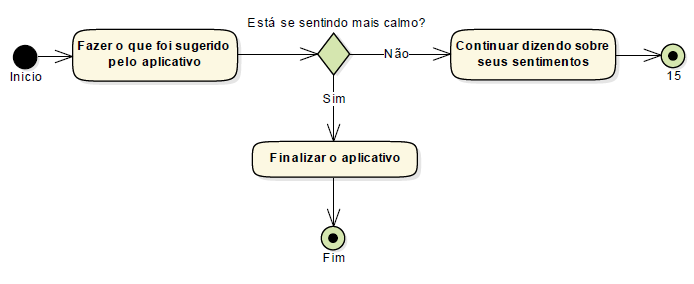 Está se sentindo mais calmo?
Fazer o que foi sugerido
pelo aplicativo
Inicio
Não
Continuar dizendo sobre
seus sentimentos
15
Sim
Finalizar o aplicativo
Fim